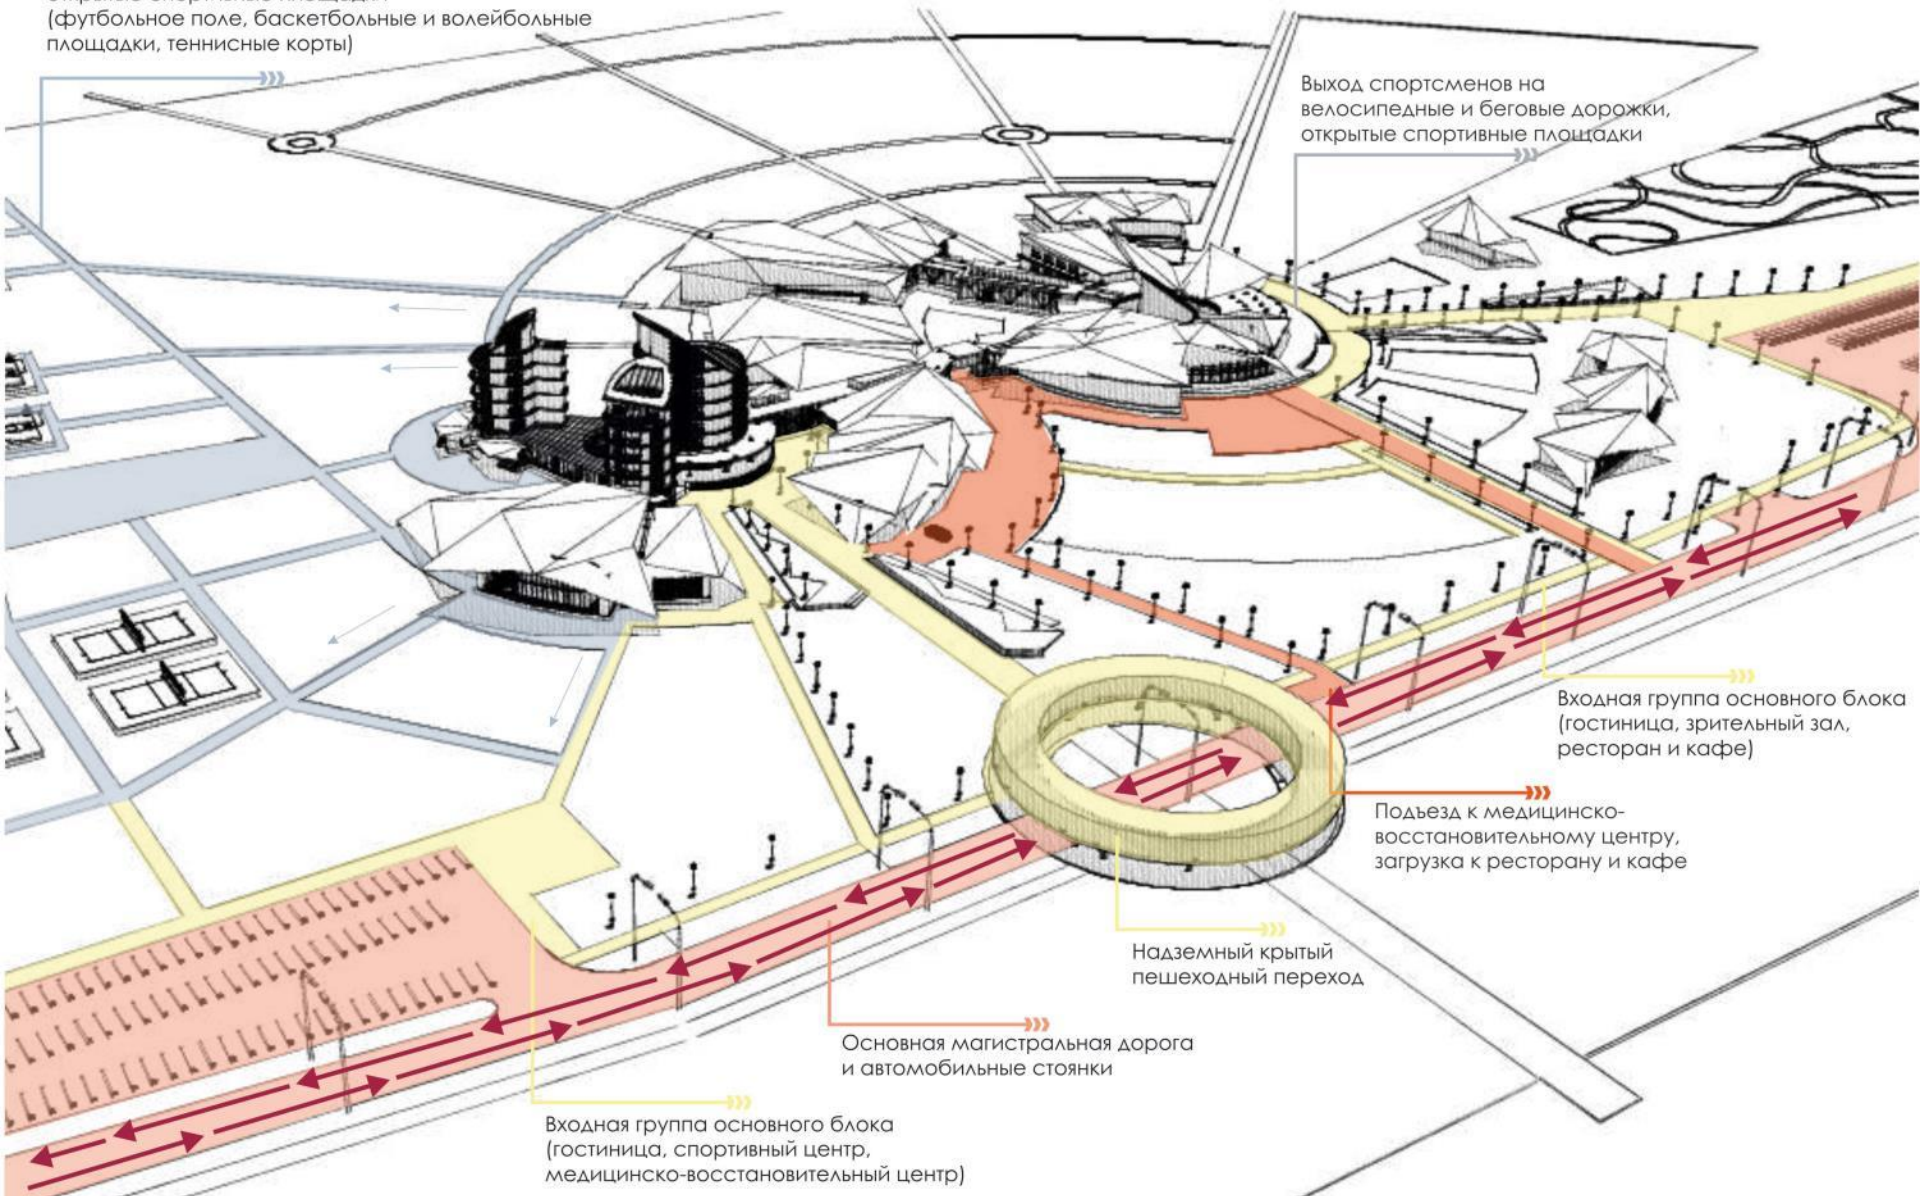 (футбольное поле, баскетбольные и волейбольные
площадки, теннисные корты)
Выход спортсменов на
велосипедные и беговые дорожки,
открытые спортивные площадки
Входная группа основного блока
(гостиница, зрительный зал,
ресторан и кафе)
Подъезд к медицинско-
восстановительному центру,
загрузка к ресторану и кафе
Надземный крытый
пешеходный переход
Основная магистральная дорога
и автомобильные стоянки
Входная группа основного блока
(гостиница, спортивный центр,
медицинско-восстановительный центр)